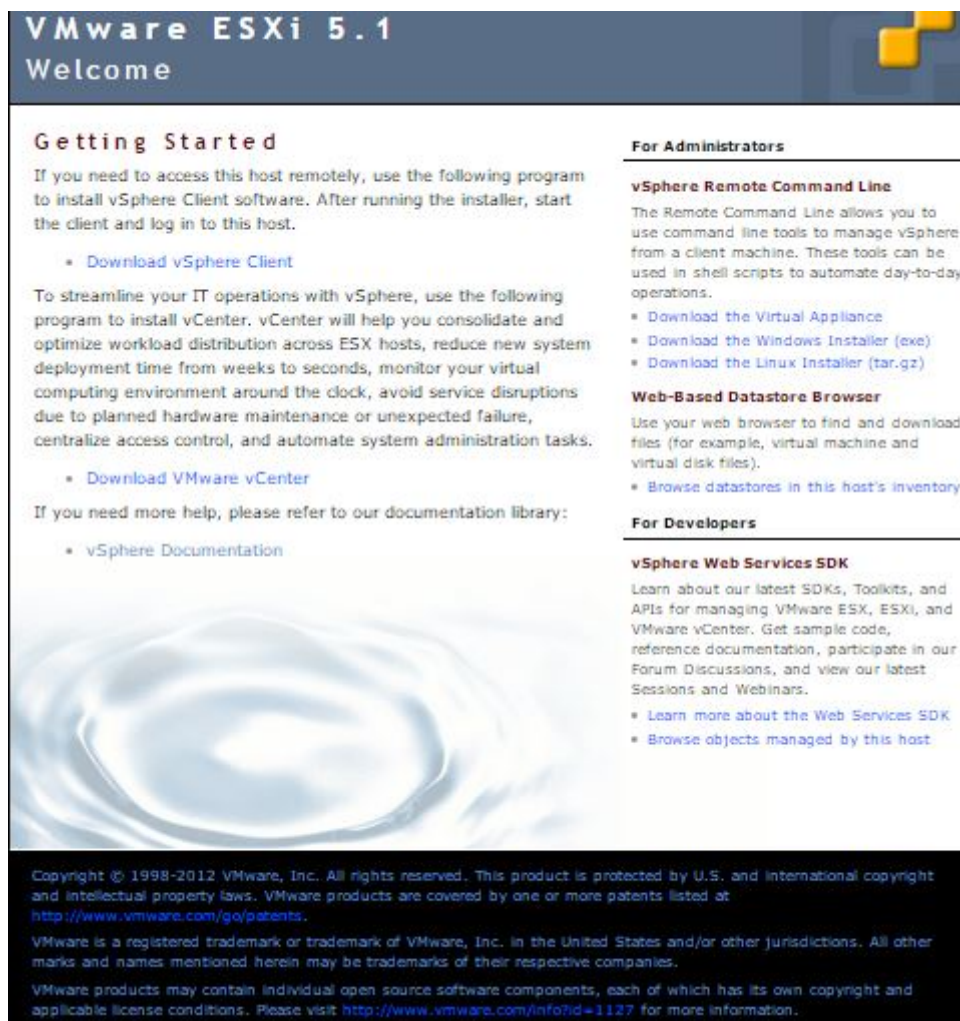 VMware ESXi 5.1
Welcome
Getting Started
If you need to access this host remotely, use the following program
to install vSphere Client software. After running the installer, start
the client and log in to this host.
Download vSphere Client
To streamline your IT operations with vSphere, use the following
program to install vCenter. vCenter will help you consolidate and
optimize workload distribution across ESX hosts, reduce new system
deployment time from weeks to seconds, monitor your virtual
computing environment around the clock, avoid service disruptions
due to planned hardware maintenance or unexpected failure,
centralize access control, and automate system administration tasks.
Download VMware vCenter
If you need more help, please refer to our documentation library:
vSphere Documentation
For Administrators
vSphere Remote Command Line
The Remote Command Line allows you to
use command line tools to manage vSphere
from a client machine. These tools can be
used in shell scripts to automate day-to-day
operations.
Download the Virtual Appliance
Download the Windows Installer (exe)
Download the Linux Installer (tar.gz)
Web-Based Datastore Browser
Use your web browser to find and download
files (for example, virtual machine and
virtual disk files).
Browse datastores in this host's inventory
For Developers
vSphere Web Services SDK
Learn about our latest SDKs, Toolkits, and
APIs for managing VMware ESX, ESXi, and
VMware vCenter. Get sample code,
reference documentation, participate in our
Forum Discussions, and view our latest
Sessions and Webinars.
Learn more about the Web Services SDK
Browse objects managed by this host
Copyright © 1998-2012 VMware, Inc. All rights reserved. This product is protected by U.S. and international copyright
and intellectual property laws. VMware products are covered by one or more patents listed at
http://www.vmware.com/go/patents.
VMware is a registered trademark or trademark of VMware, Inc. in the United States and/or other jurisdictions. All other
marks and names mentioned herein may be trademarks of their respective companies.
VMware products may contain individual open source software components, each of which has its own copyright and
applicable license conditions. Please visit http://www.vmware.com/info?id=1127 for more information.